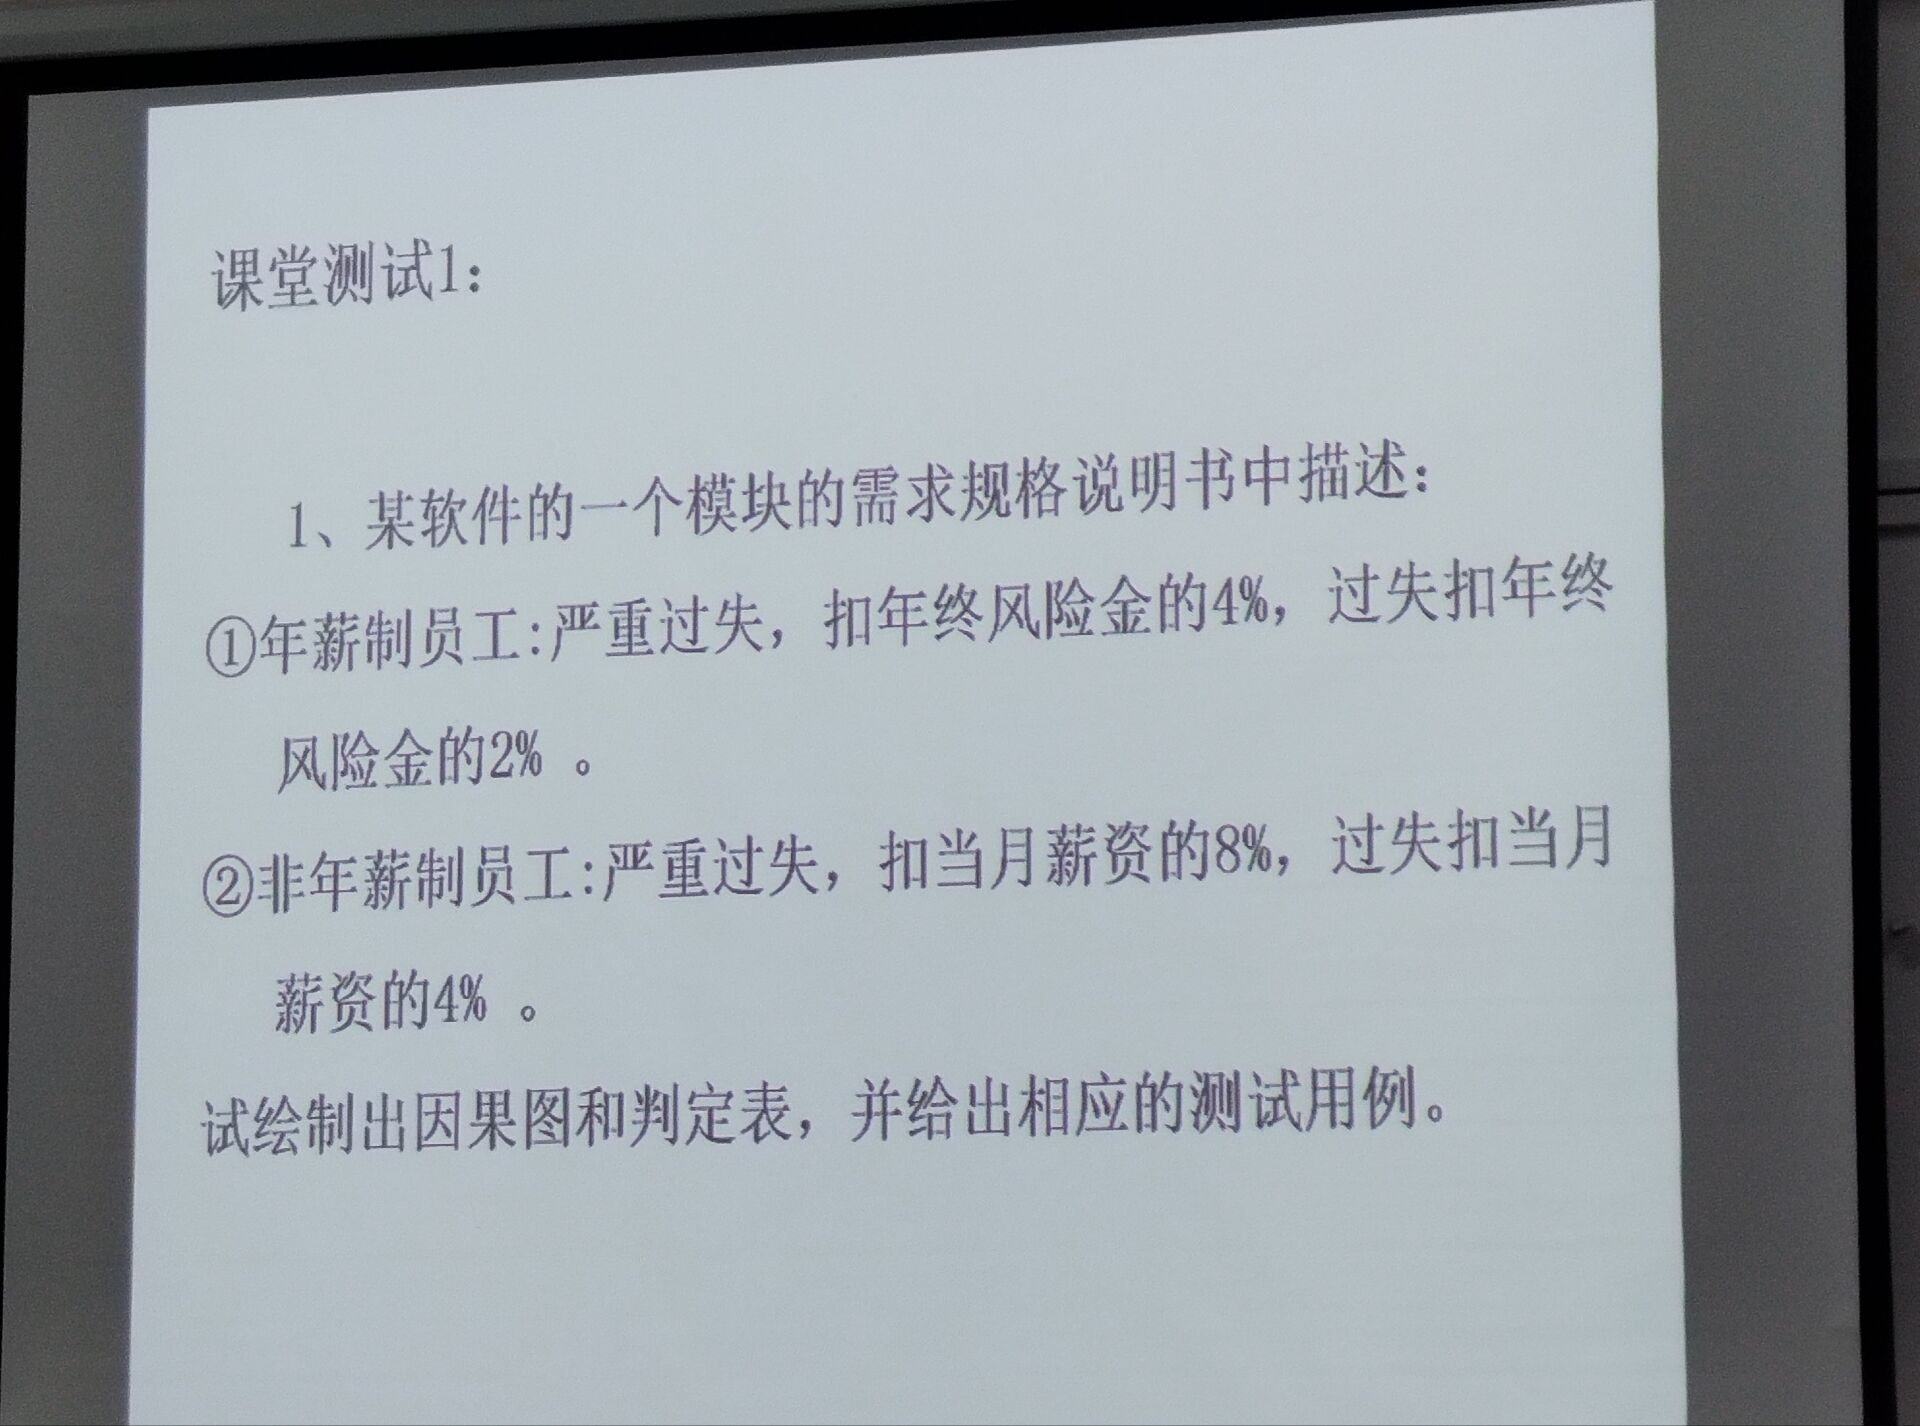 课堂测试1:
1、某软件的一个模块的需求规格说明书中描述:
①年薪制员工:严重过失，扣年终风险金的4%，过失扣年终
风险金的2% 。
②非年薪制员工:严重过失，扣当月薪资的8%，过失扣当月
薪资的4% 。
试绘制出因果图和判定表，并给出相应的测试用例。